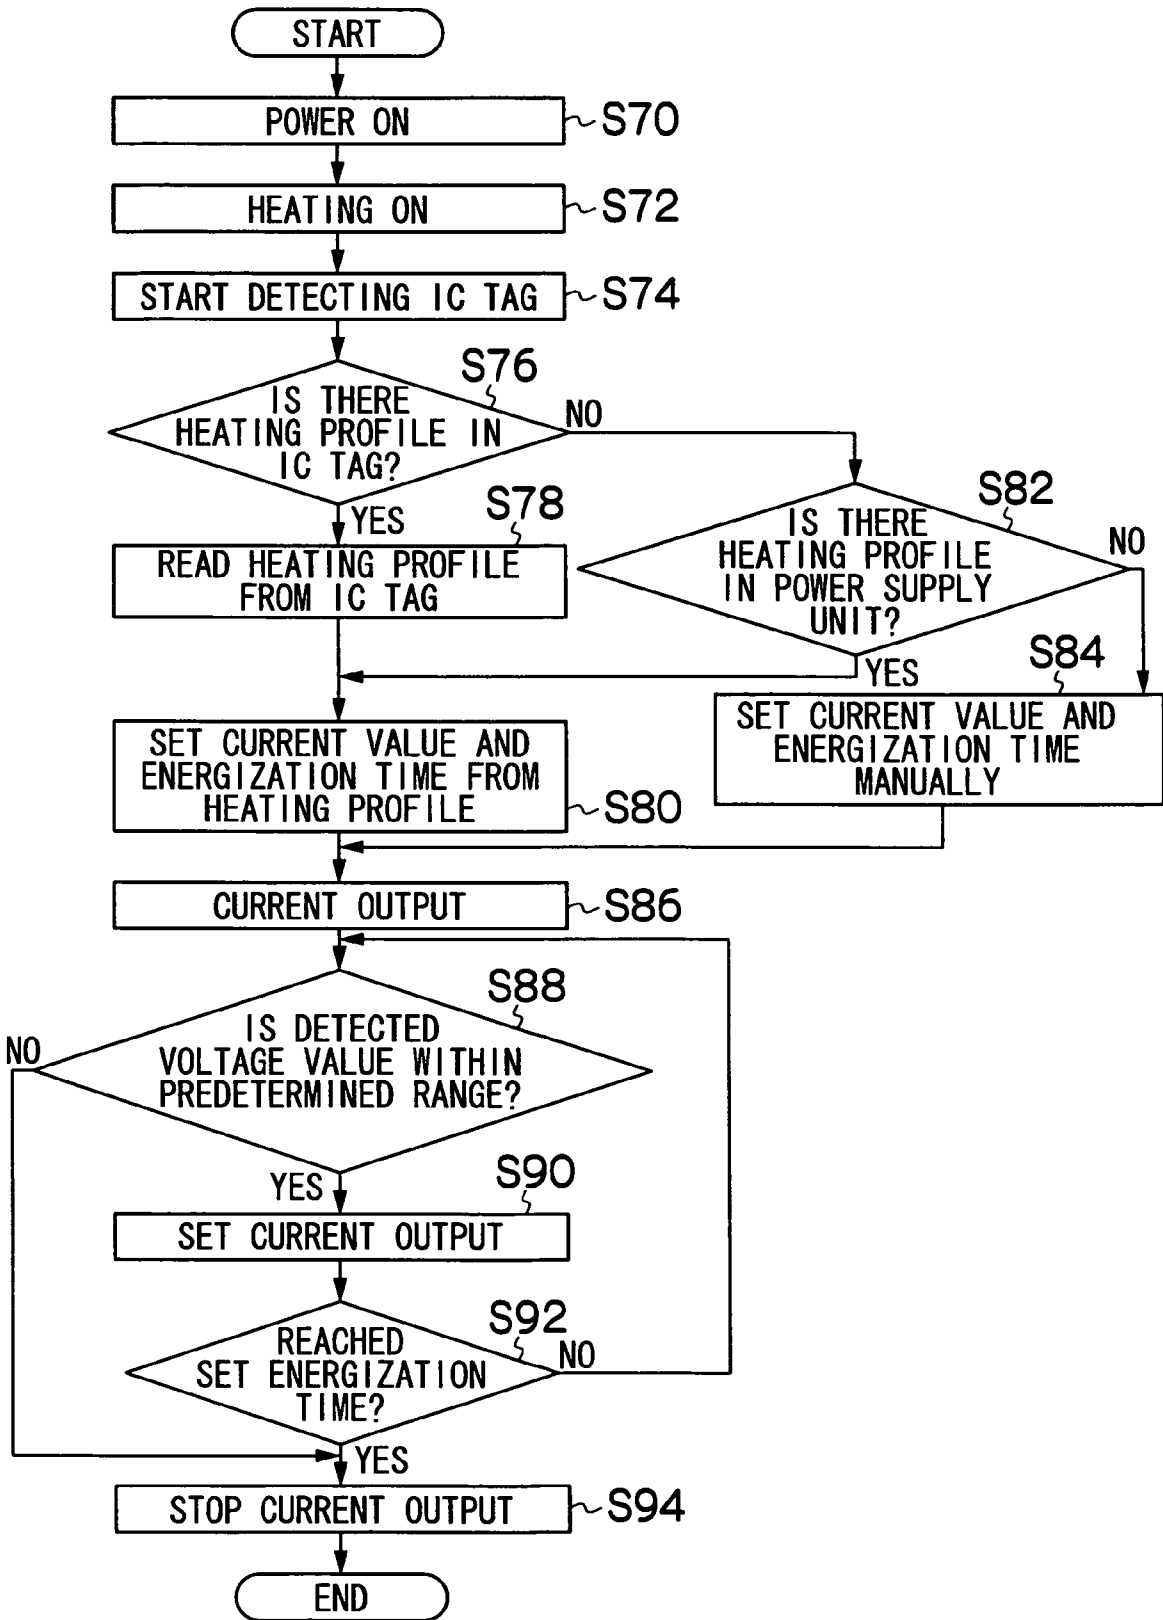 START
POWER ON
S70
HEATING ON
S72
START DETECTING IC TAG
S74
S76
IS THERE
HEATING PROFILE IN
IC TAG?
NO
YES
S78
READ HEATING PROFILE
FROM IC TAG
S82
IS THERE
HEATING PROFILE
IN POWER SUPPLY
UNIT?
NO
YES
S84
SET CURRENT VALUE AND
ENERGIZATION TIME
MANUALLY
SET CURRENT VALUE AND
ENERGIZATION TIME FROM
HEATING PROFILE
S80
CURRENT OUTPUT
S86
S88
IS DETECTED
VOLTAGE VALUE WITHIN
PREDETERMINED RANGE?
NO
YES
S90
SET CURRENT OUTPUT
S92
REACHED
SET ENERGIZATION
TIME?
NO
YES
STOP CURRENT OUTPUT
S94
END